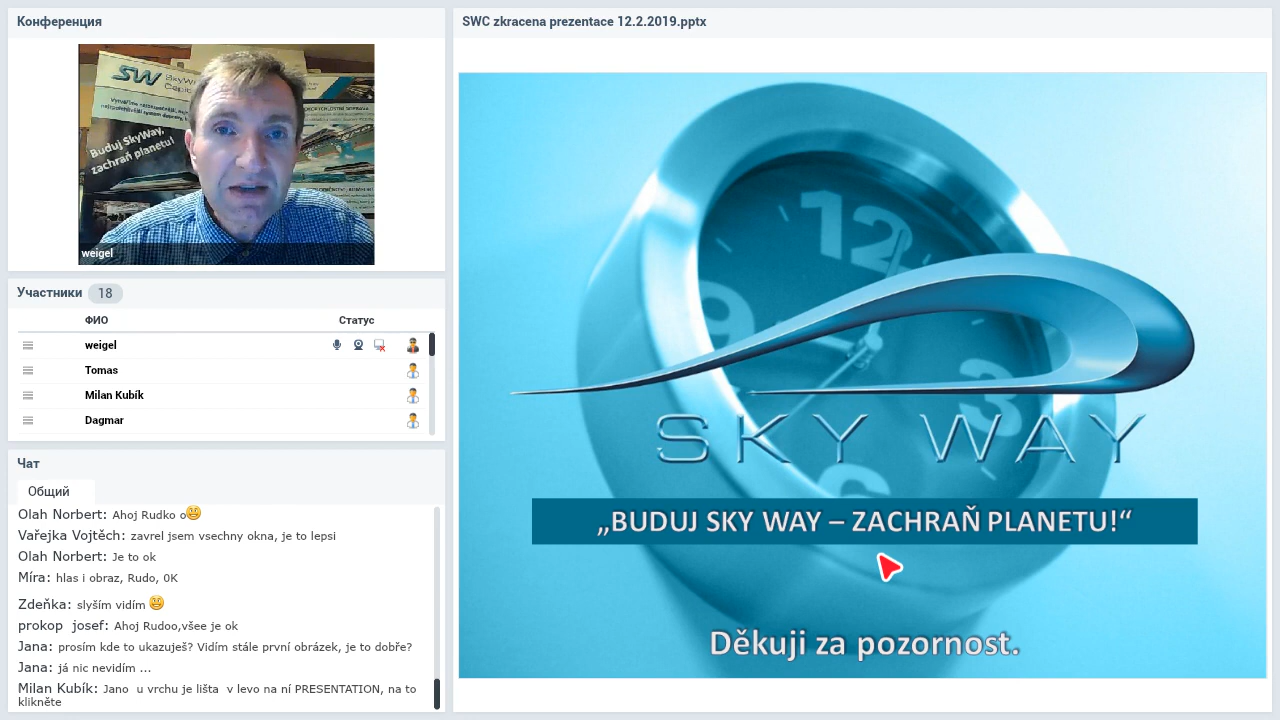 Конференция
SW SkyW
Capi
Buduj SkyWay,
zachraň planetu!
weigel
Участники 18
ФИО Статус
weigel
Tomas
Milan Kubík
Dagmar
Чат
Общий
Olah Norbert: Ahoj Rudko o
Vařejka Vojtěch: zavrel jsem vsechny okna, je to lepsi
Olah Norbert: Je to ok
Míra: hlas i obraz, Rudo, 0K
Zdeňka: slyším vidím
prokop josef: Ahoj Rudoo,všee je ok
Jana: prosím kde to ukazuješ? Vidím stále první obrázek, je to dobře?
Jana: já nic nevidím ...
Milan Kubík: Jano u vrchu je lišta v levo na ní PRESENTATION, na to
klikněte
SWC zkracena prezentace 12.2.2019.pptx
12
9
3
6
SKY WAY
„BUDUJ SKY WAY – ZACHRAŇ PLANETU!“
Děkuji za pozornost.